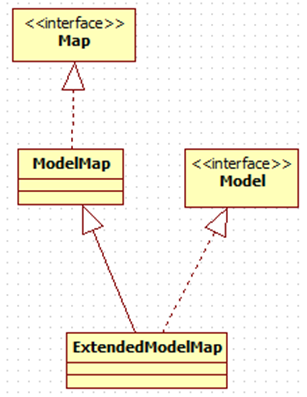 <<interface>>
Map
ModelMap
<<interface>>
Model
ExtendedModelMap